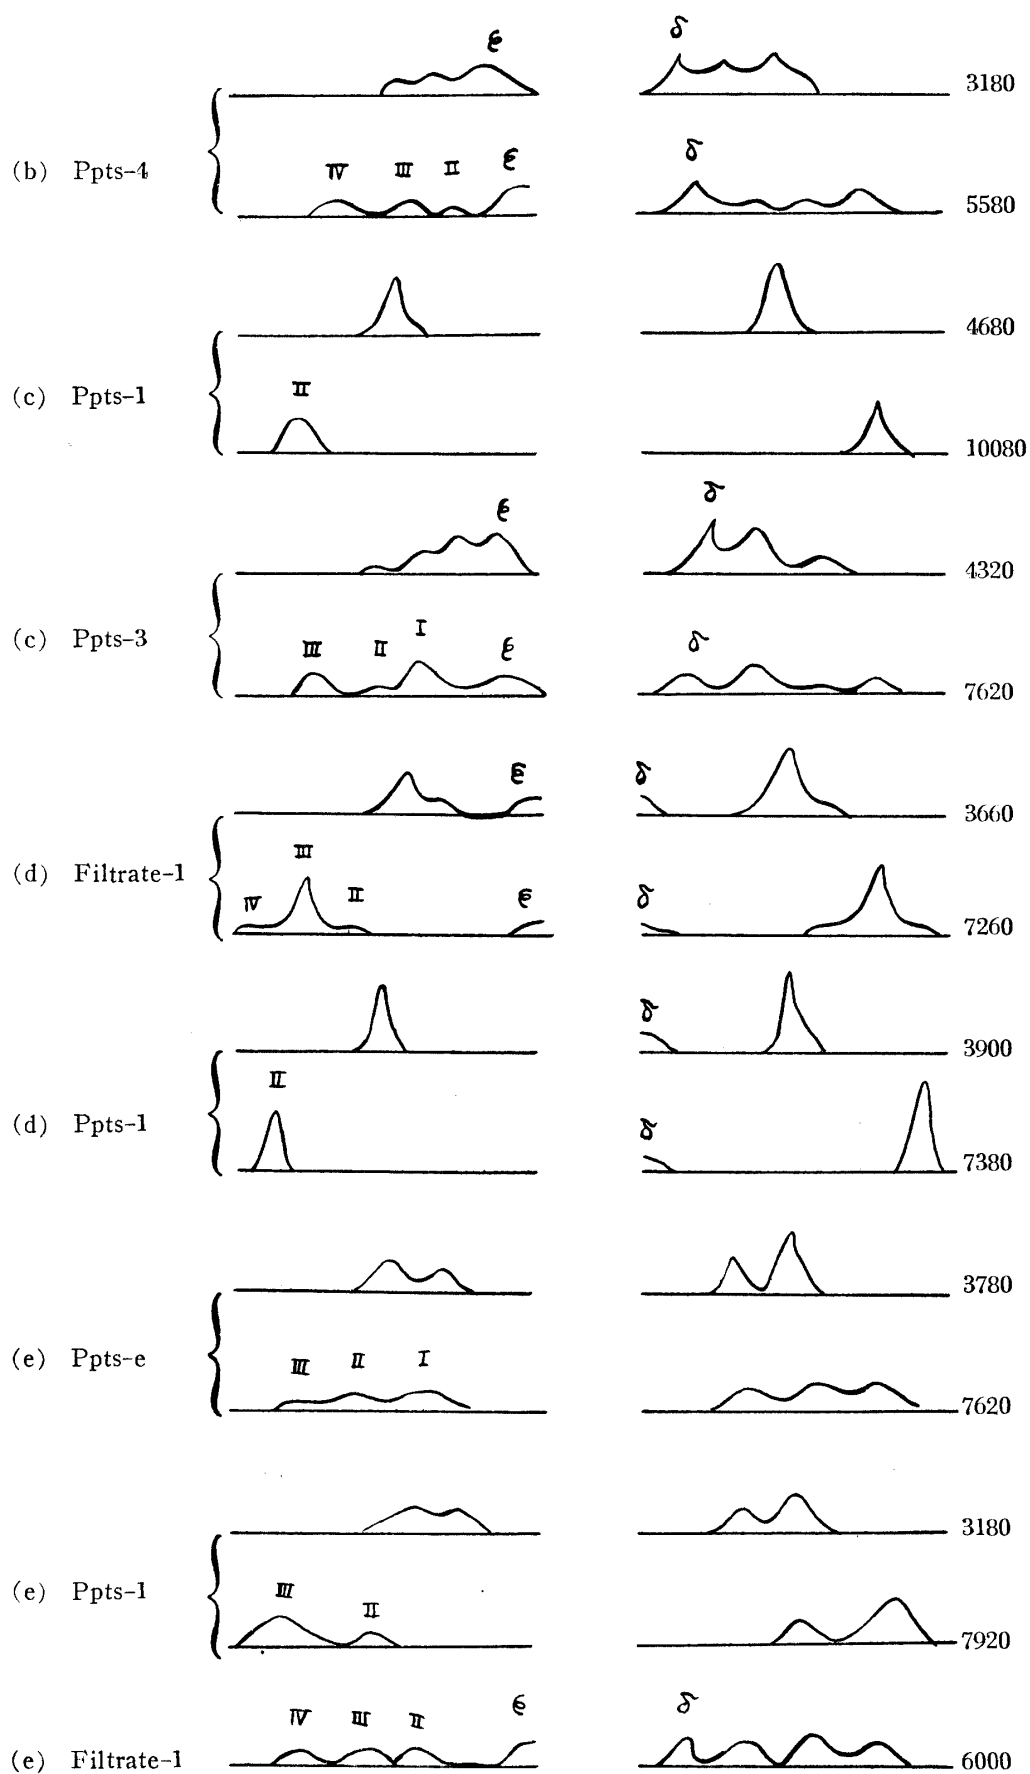 ε δ
3180
(b) Ppts-4
IV III II ε δ
5580
4680
(c) Ppts-1
II
10080
ε δ
4320
(c) Ppts-3
III II I ε δ
7620
ε δ
3660
(d) Filtrate-1
IV III II ε δ
7260
δ
3900
(d) Ppts-1
II δ
7380
3780
(e) Ppts-e
III II I
7620
3180
(e) Ppts-1
III II
7920
IV III II ε δ
(e) Filtrate-1 6000